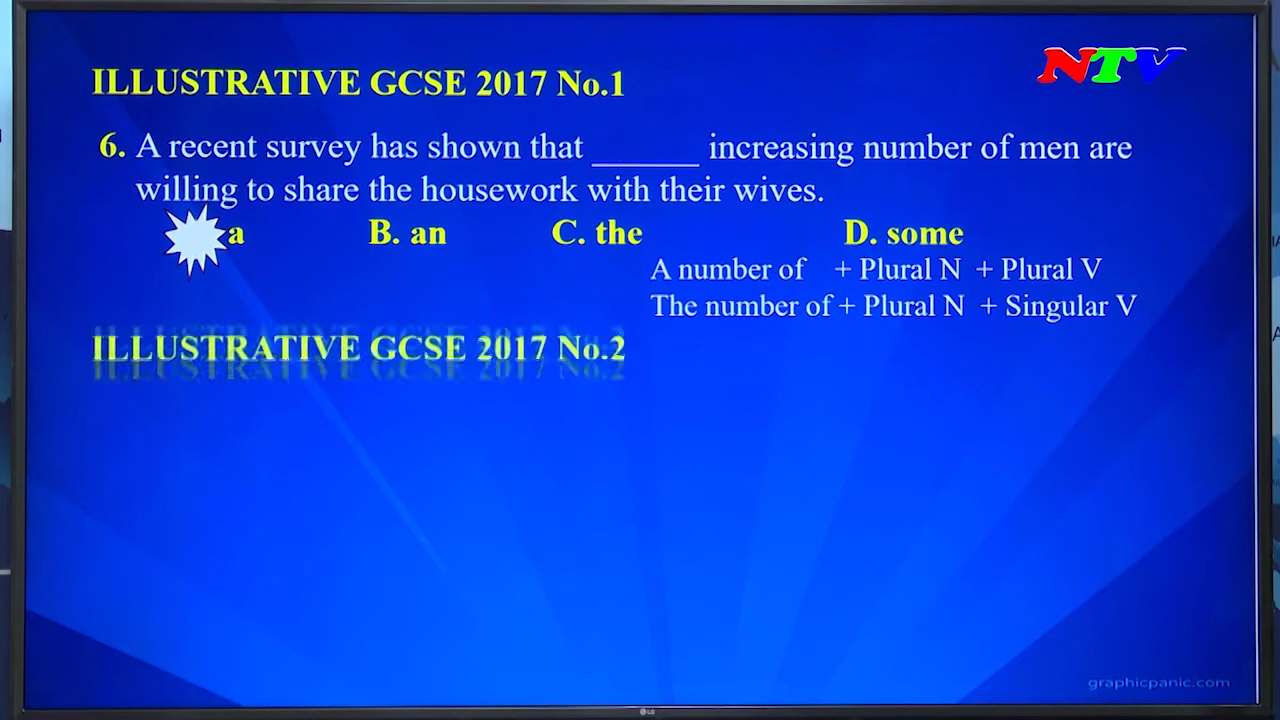 ILLUSTRATIVE GCSE 2017 No.1
NTV
6. A recent survey has shown that ______ increasing number of men are
willing to share the housework with their wives.
a B. an C. the D. some
A number of + Plural N + Plural V
The number of + Plural N + Singular V
ILLUSTRATIVE GCSE 2017 No.2
graphicpanic.com
LG